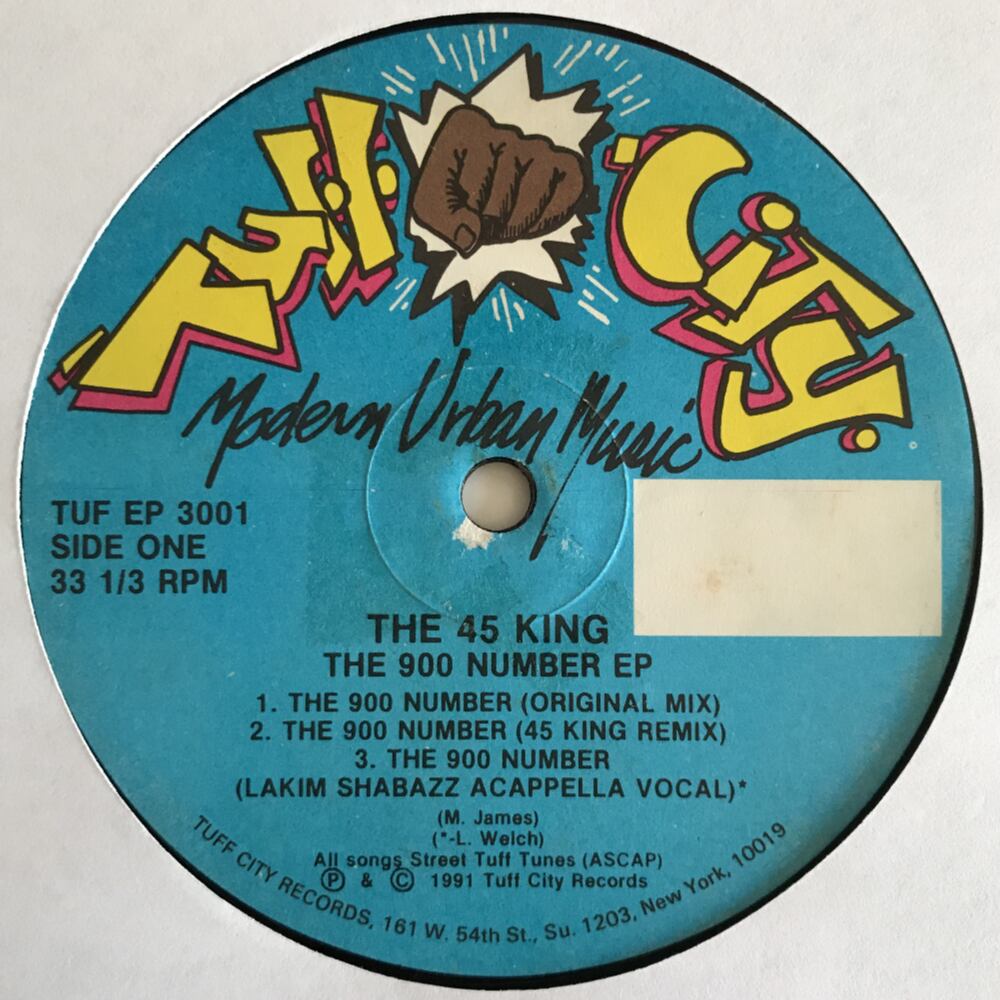 Tuff City.
Modern Urban Music
TUF EP 3001
SIDE ONE
33 1/3 RPM
THE 45 KING
THE 900 NUMBER EP
1. THE 900 NUMBER (ORIGINAL MIX)
2. THE 900 NUMBER (45 KING REMIX)
3. THE 900 NUMBER
(LAKIM SHABAZZ ACAPPELLA VOCAL)*
(M. James)
(*-L. Welch)
All songs Street Tuff Tunes (ASCAP)
Ⓟ & © 1991 Tuff City Records
TUFF CITY RECORDS, 161 W. 54th St., Su. 1203, New York, 10019